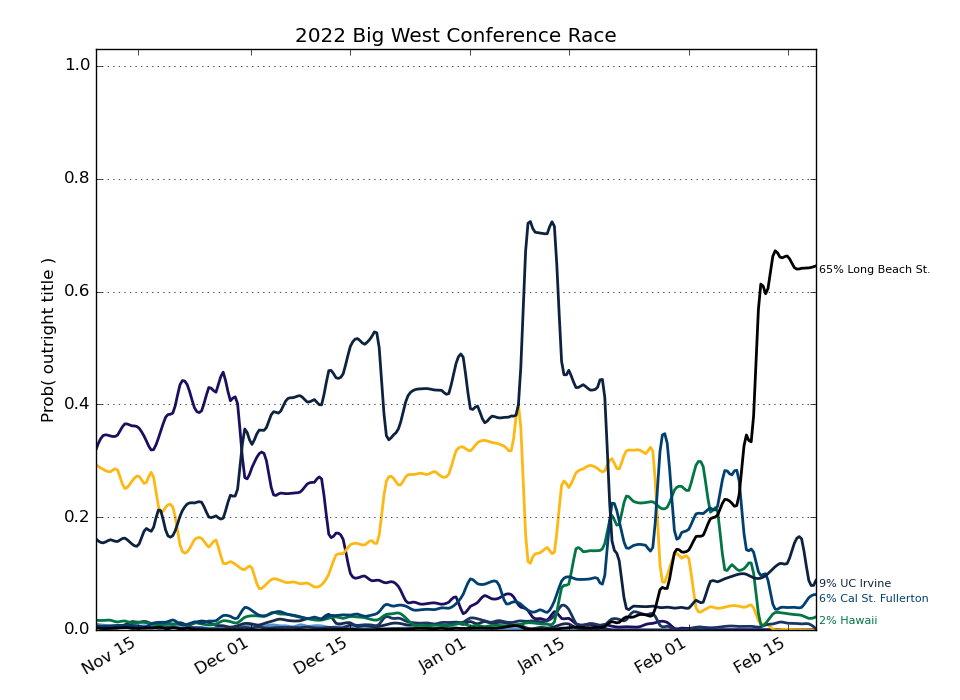 2022 Big West Conference Race
Prob( outright title )
1.0
0.8
0.6
0.4
0.2
0.0
65% Long Beach St.
9% UC Irvine
6% Cal St. Fullerton
2% Hawaii
Nov 15
Dec 01
Dec 15
Jan 01
Jan 15
Feb 01
Feb 15